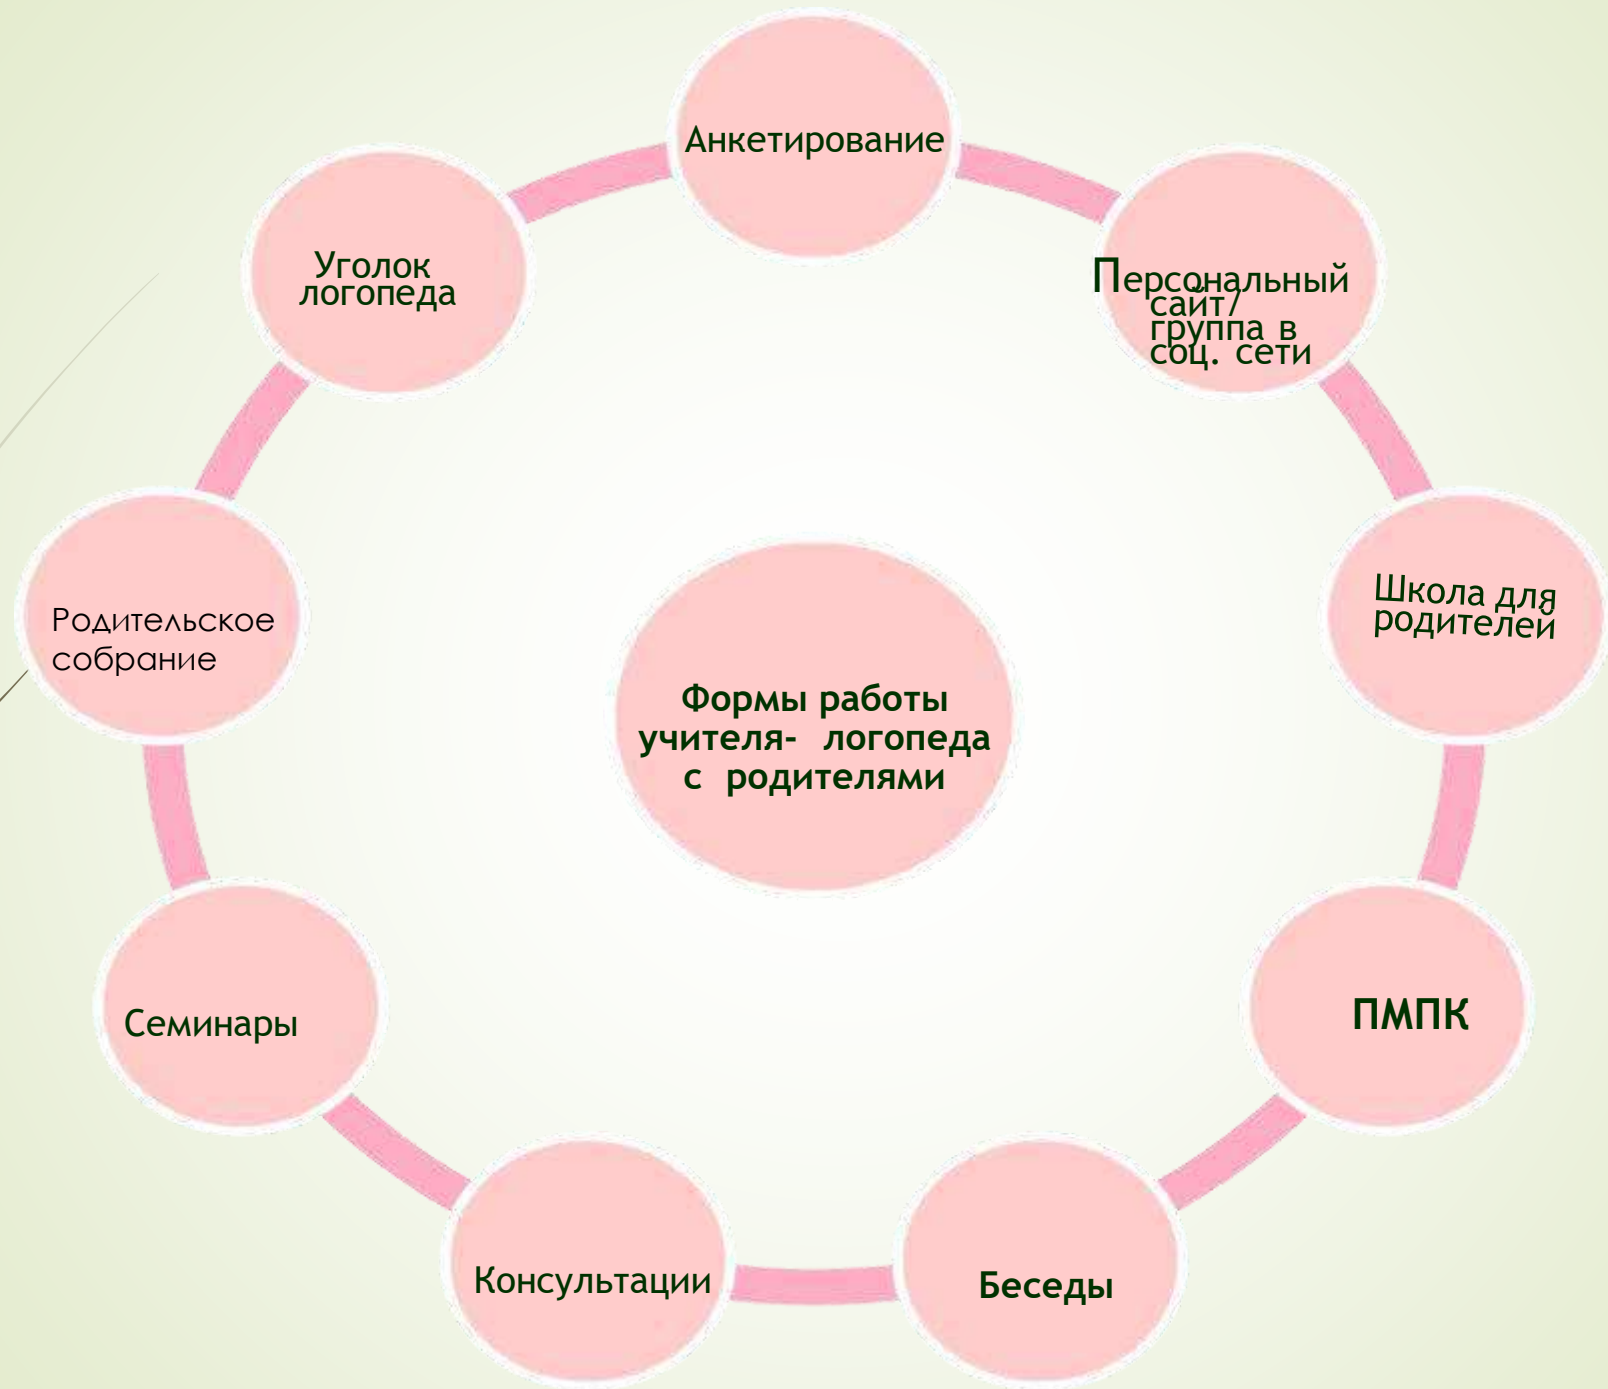 Анкетирование
Персональный
сайт/
группа в
соц. сети
Школа для
родителей
ПМПК
Беседы
Консультации
Семинары
Родительское
собрание
Уголок
логопеда
Формы работы
учителя- логопеда
с родителями